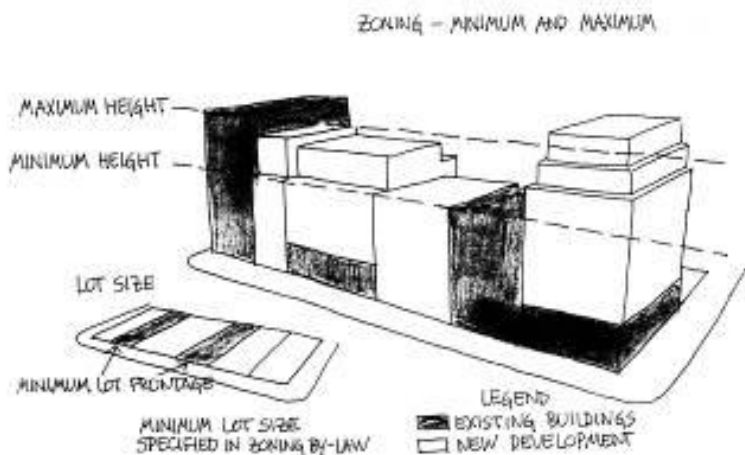 ZONING - MINIMUM AND MAXIMUM
MAXIMUM HEIGHT
MINIMUM HEIGHT
LOT SIZE
MINIMUM LOT FRONTAGE
MINIMUM LOT SIZE
SPECIFIED IN ZONING BY-LAW
LEGEND
EXISTING BUILDINGS
NEW DEVELOPMENT